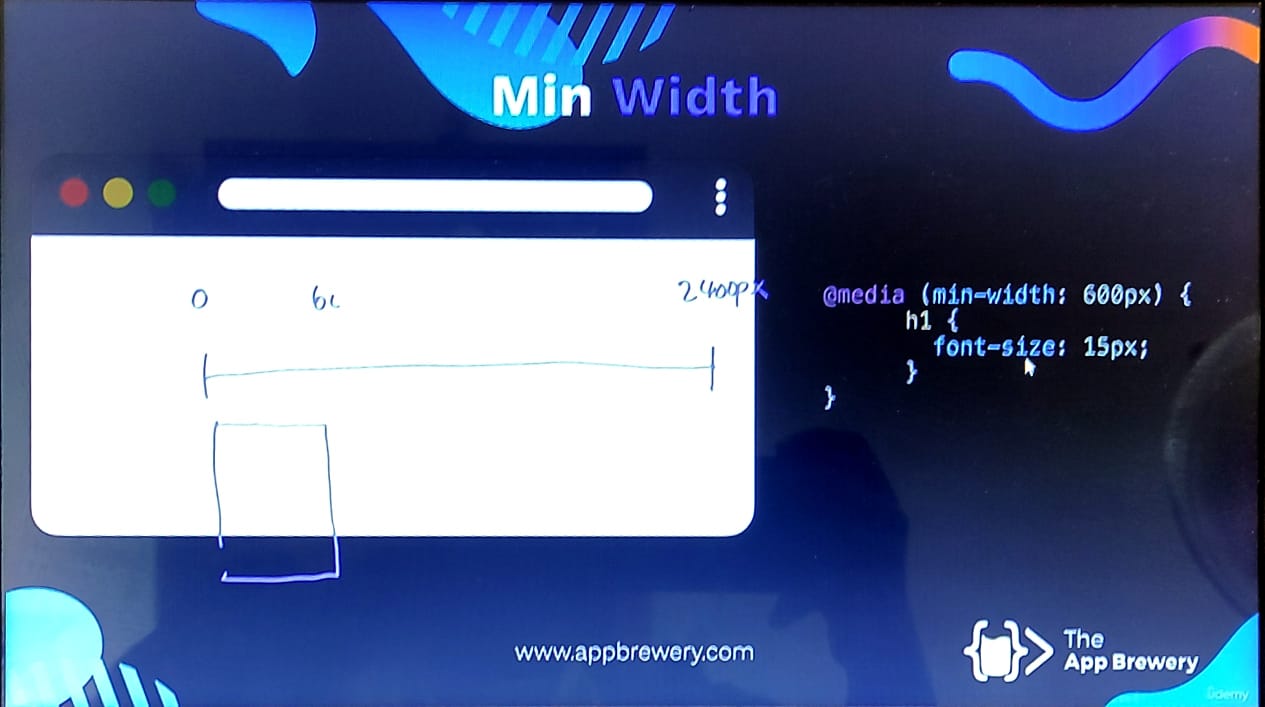 Min Width
0 60 2400px
@media (min-width: 600px) {
h1 {
font-size: 15px;
}
}
www.appbrewery.com
The
App Brewery
Udemy